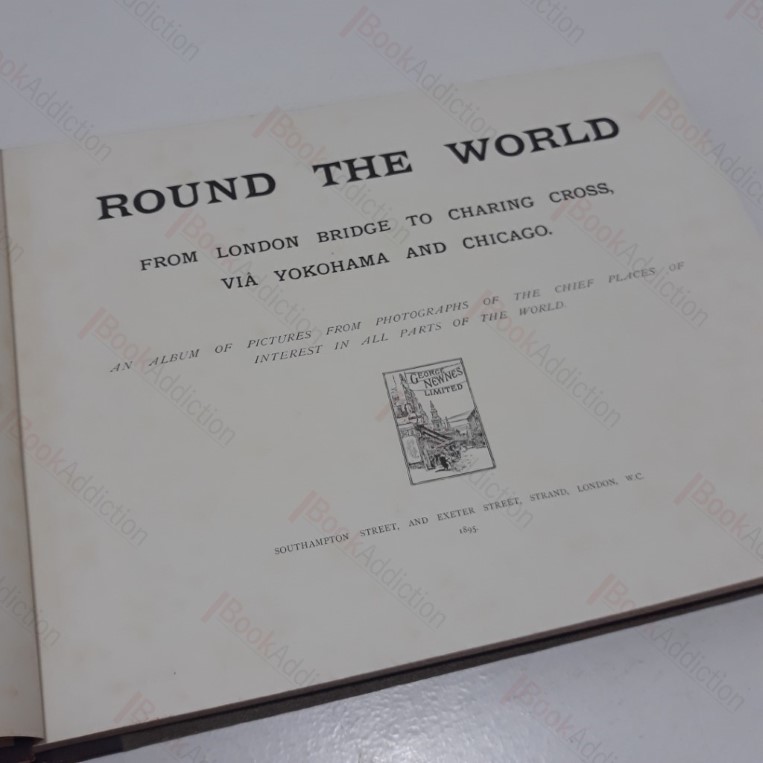 ROUND THE WORLD
FROM LONDON BRIDGE TO CHARING CROSS,
VIÂ YOKOHAMA AND CHICAGO.
AN ALBUM OF PICTURES FROM PHOTOGRAPHS OF THE CHIEF PLACES OF
INTEREST IN ALL PARTS OF THE WORLD.
GEORGE
NEWNES
LIMITED
SOUTHAMPTON STREET, AND EXETER STREET, STRAND, LONDON, W.C.
1895.
BookAddiction